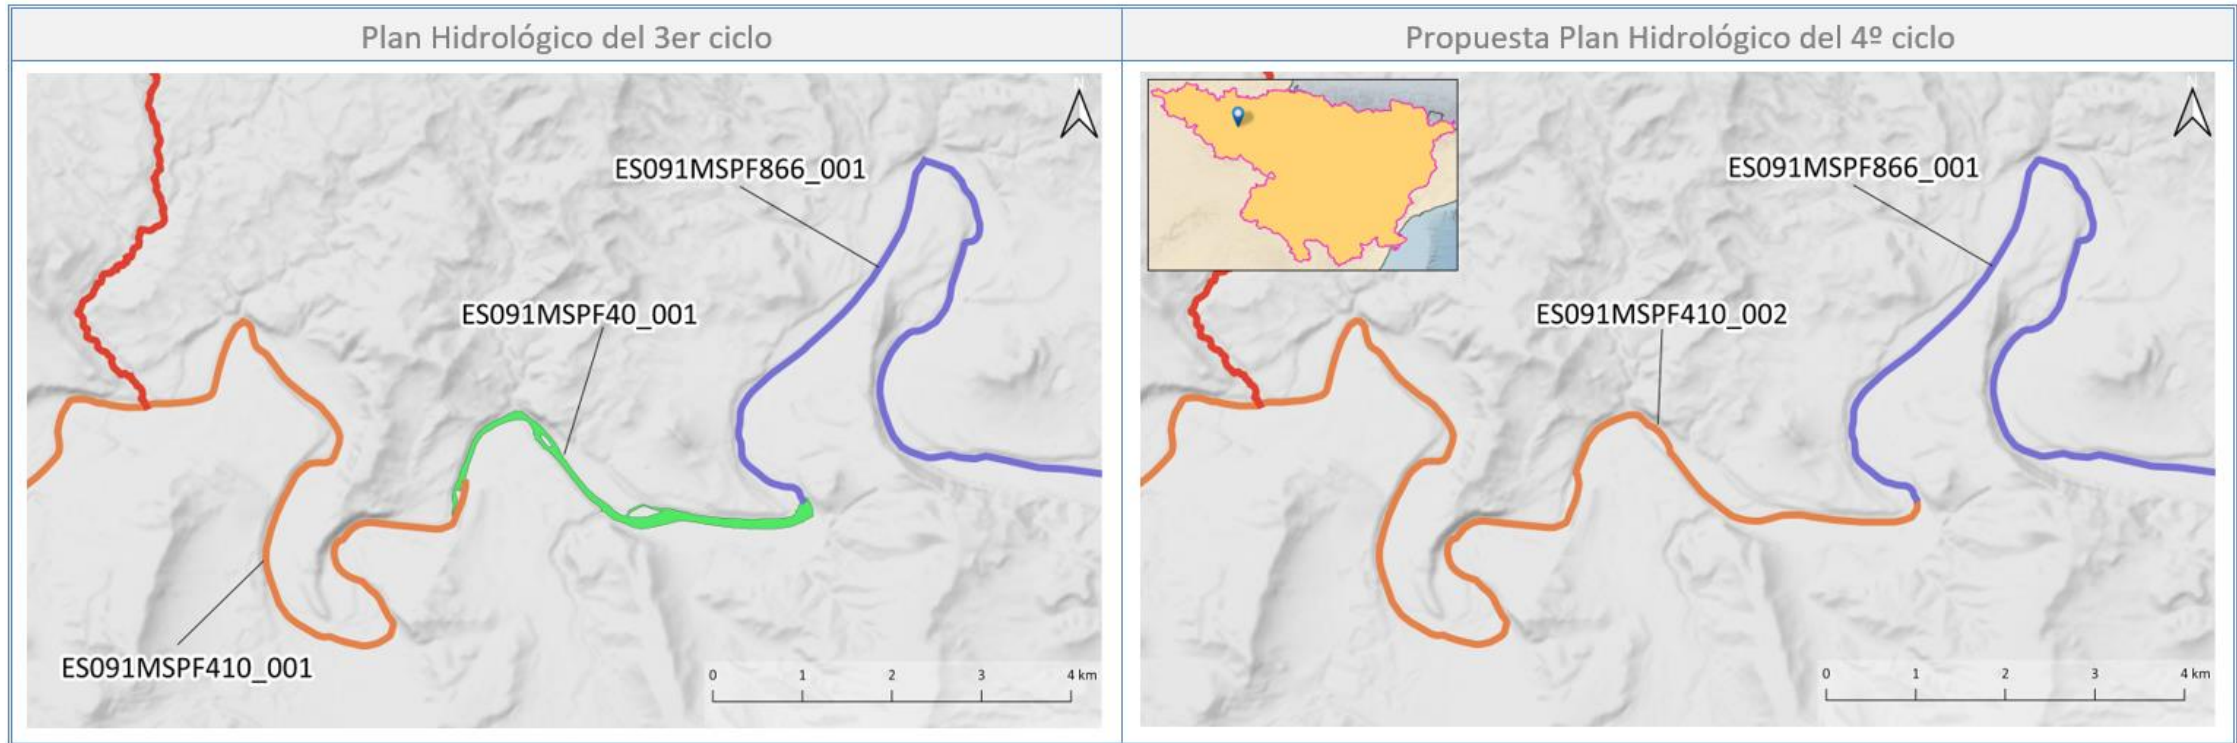 Plan Hidrológico del 3er ciclo
Propuesta Plan Hidrológico del 4º ciclo
N
ES091MSPF866_001
ES091MSPF40_001
ES091MSPF410_001
0 1 2 3 4 km
N
ES091MSPF866_001
ES091MSPF410_002
0 1 2 3 4 km